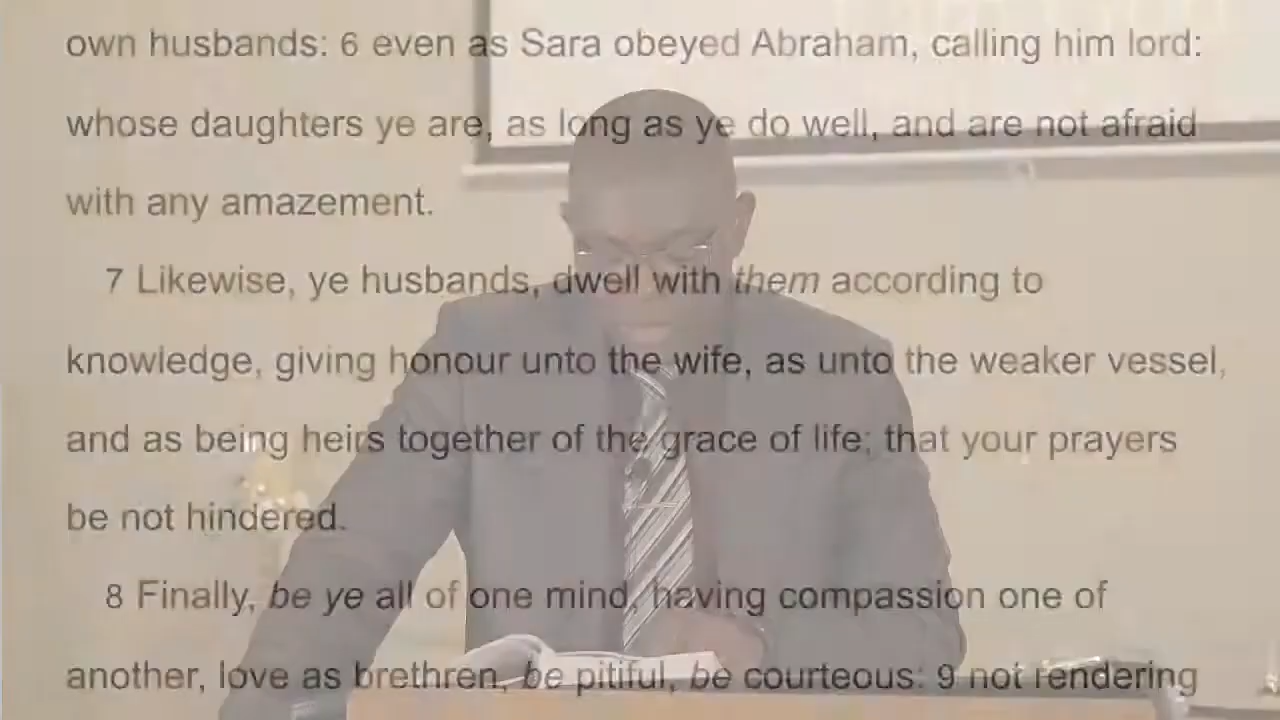 own husbands: 6 even as Sara obeyed Abraham, calling him lord:
whose daughters ye are, as long as ye do well, and are not afraid
with any amazement.
7 Likewise, ye husbands, dwell with them according to
knowledge, giving honour unto the wife, as unto the weaker vessel,
and as being heirs together of the grace of life; that your prayers
be not hindered.
8 Finally, be ye all of one mind, having compassion one of
another, love as brethren, be pitiful, be courteous: 9 not rendering